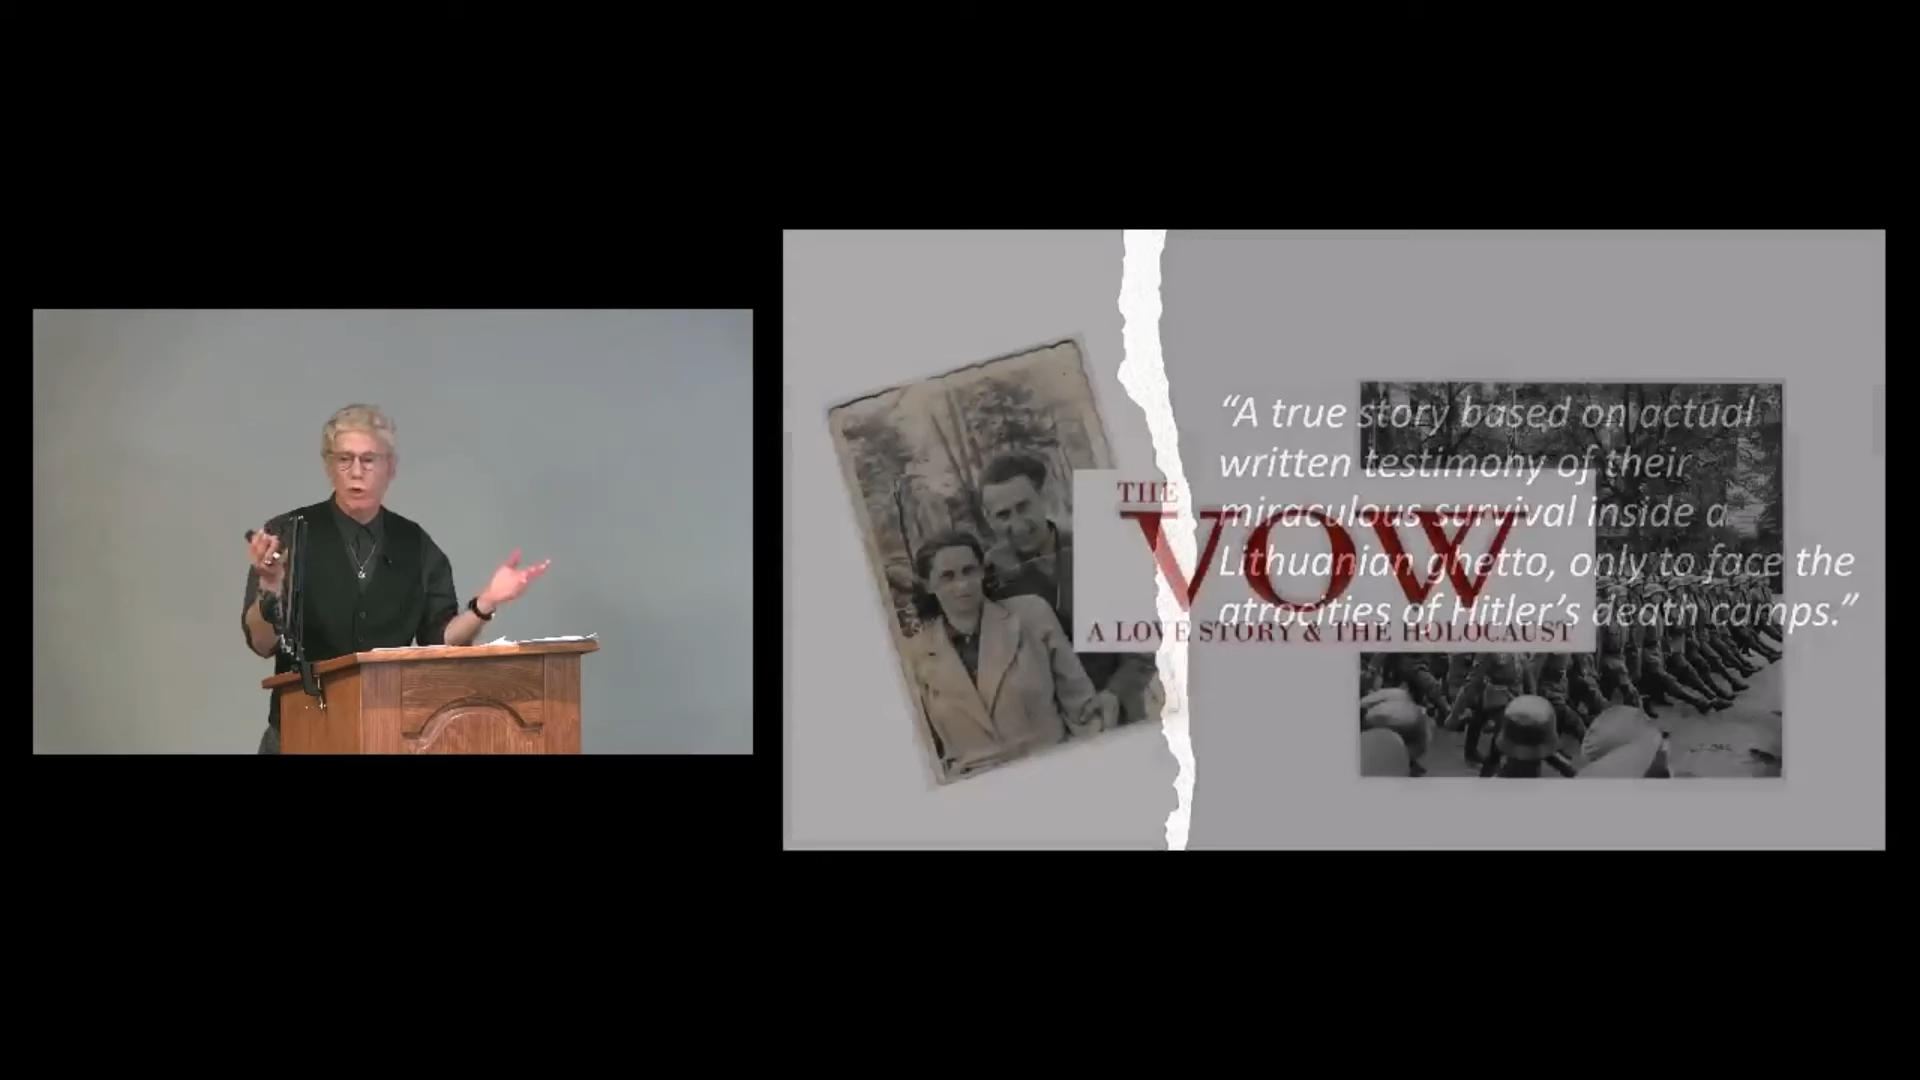 “A true story based on actual
written testimony of their
miraculous survival inside a
Lithuanian ghetto, only to face the
atrocities of Hitler’s death camps.”
THE
VOW
A LOVE STORY & THE HOLOCAUST